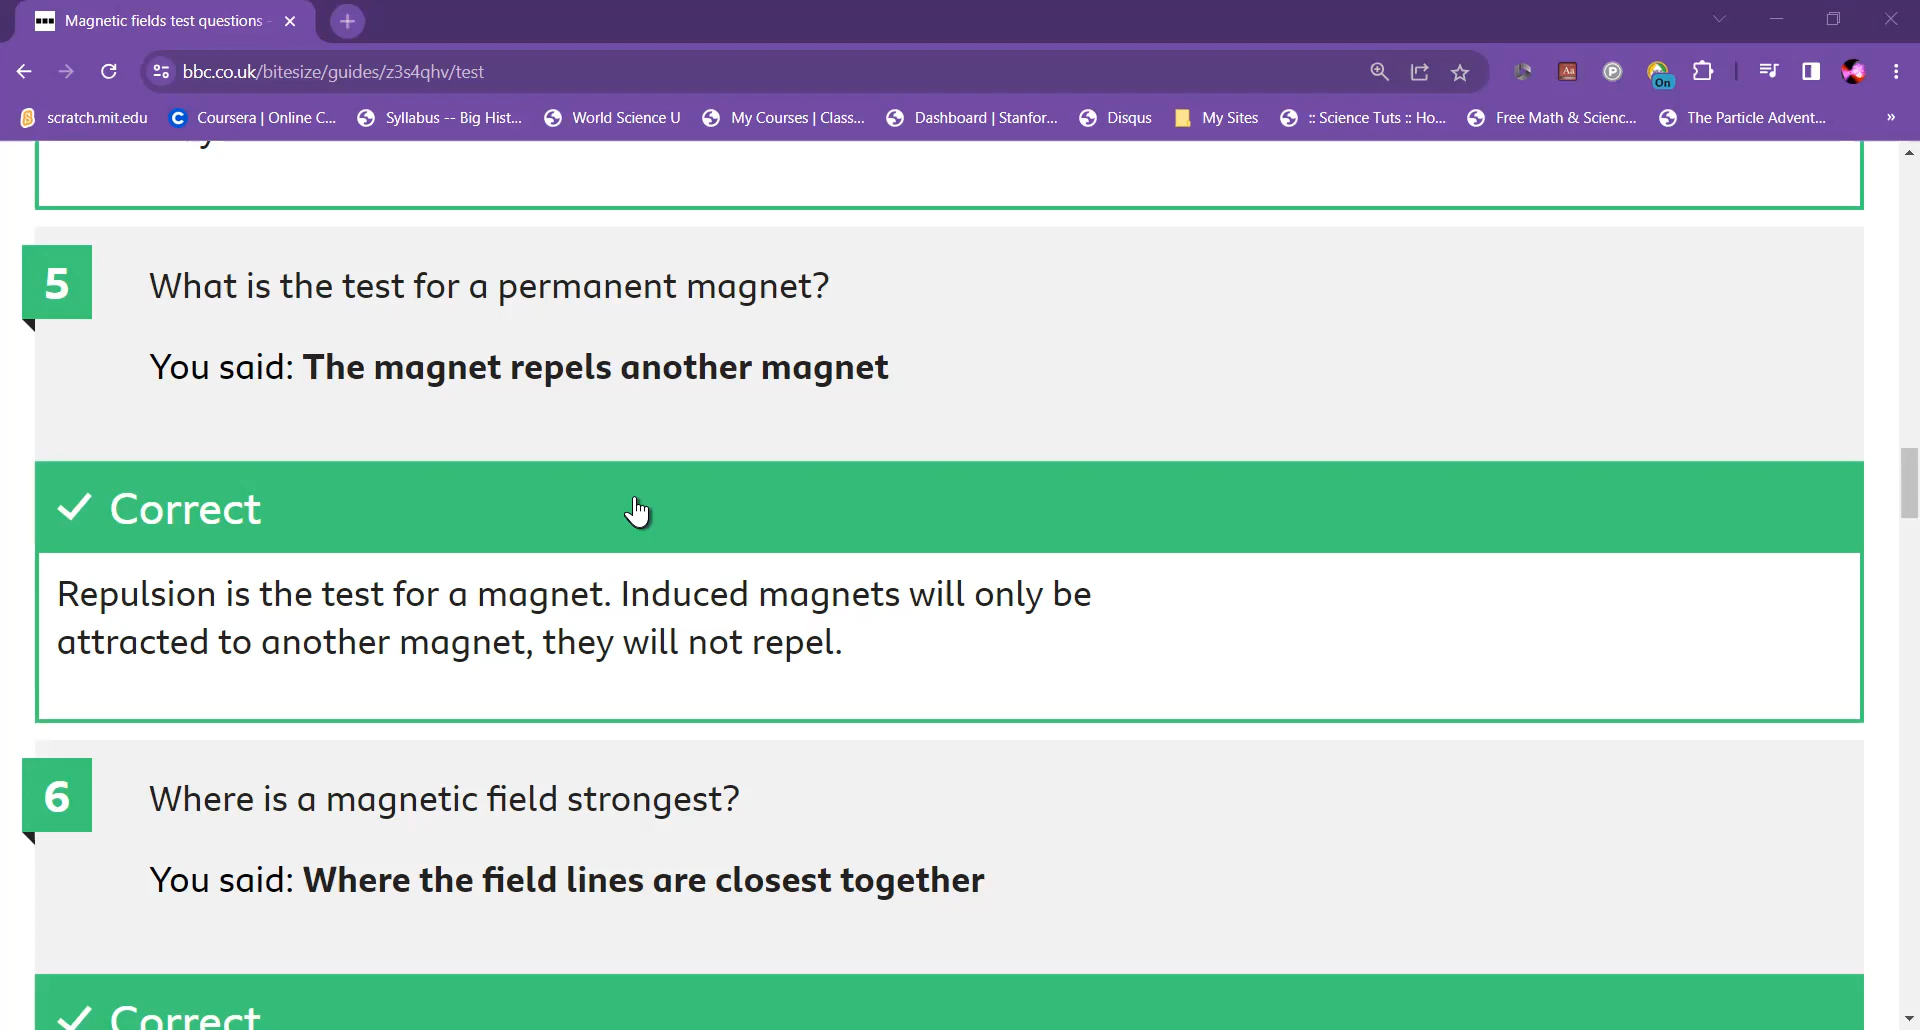 Magnetic fields test questions -
bbc.co.uk/bitesize/guides/z3s4qhv/test
Aa
P
On
scratch.mit.edu
C
Coursera | Online C...
Syllabus -- Big Hist...
World Science U
My Courses | Class...
Dashboard | Stanfor...
Disqus
My Sites
:: Science Tuts :: Ho...
Free Math & Scienc...
The Particle Advent...
»
5
What is the test for a permanent magnet?
You said: The magnet repels another magnet
Correct
Repulsion is the test for a magnet. Induced magnets will only be
attracted to another magnet, they will not repel.
6
Where is a magnetic field strongest?
You said: Where the field lines are closest together
Correct